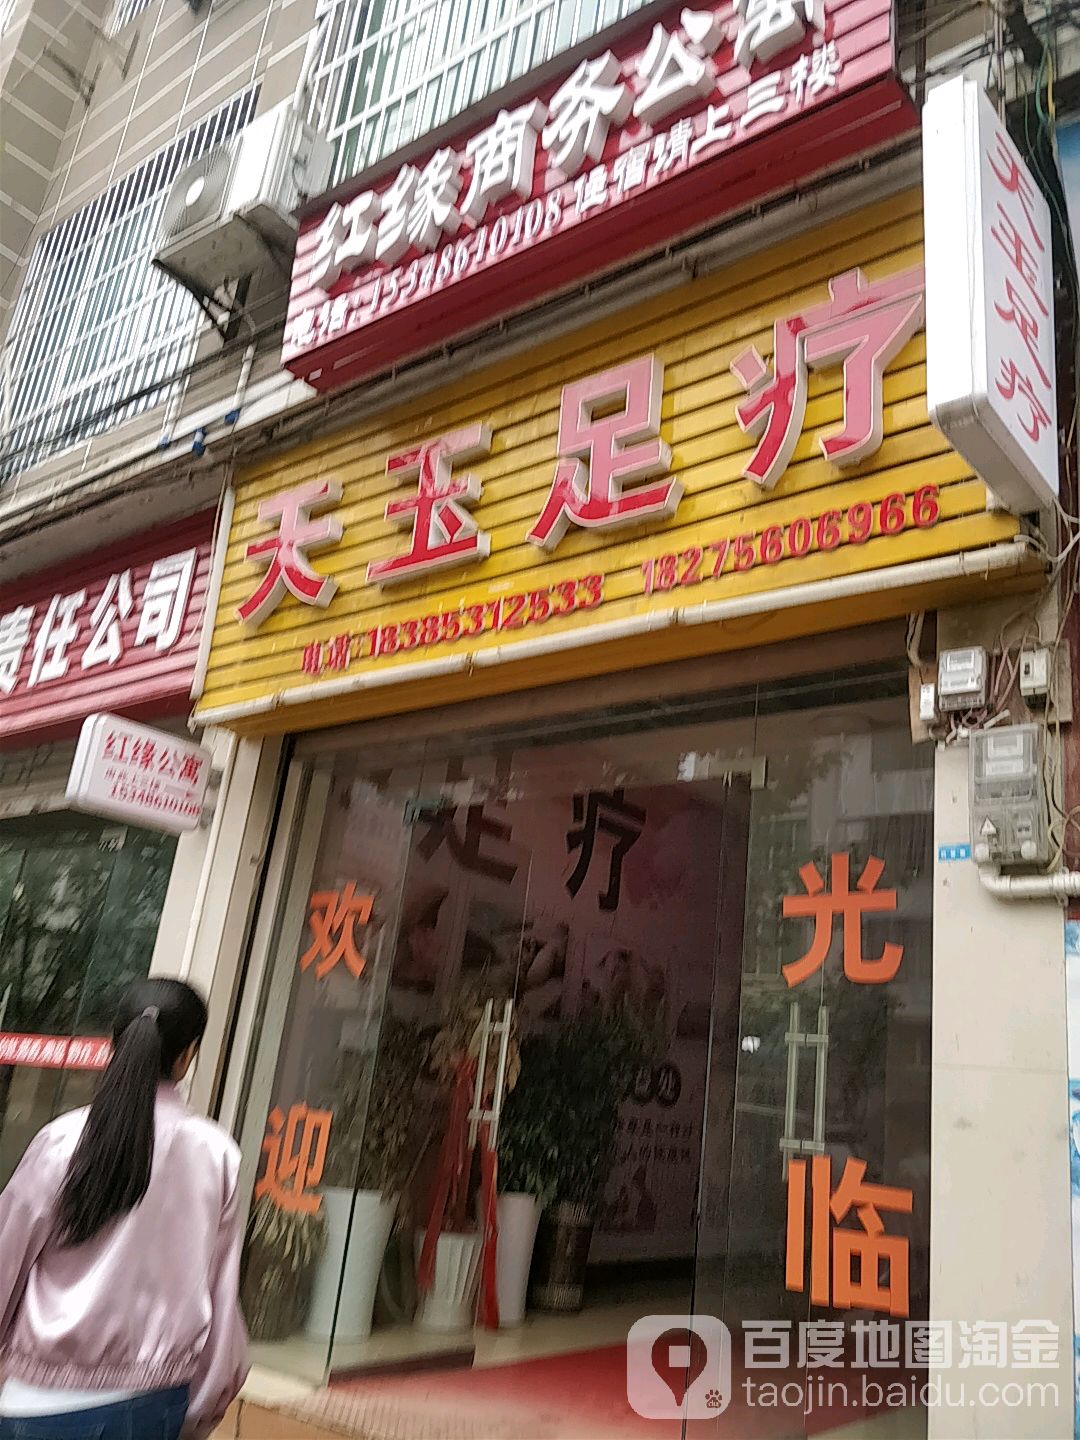 红缘商务公寓
电话:15348610108 住宿请上三楼
天玉足疗
天玉足疗
电话:18385312533 18275606966
责任公司
红缘公寓
15348610108
足疗
欢迎
光临
百度地图淘金
taojin.baidu.com